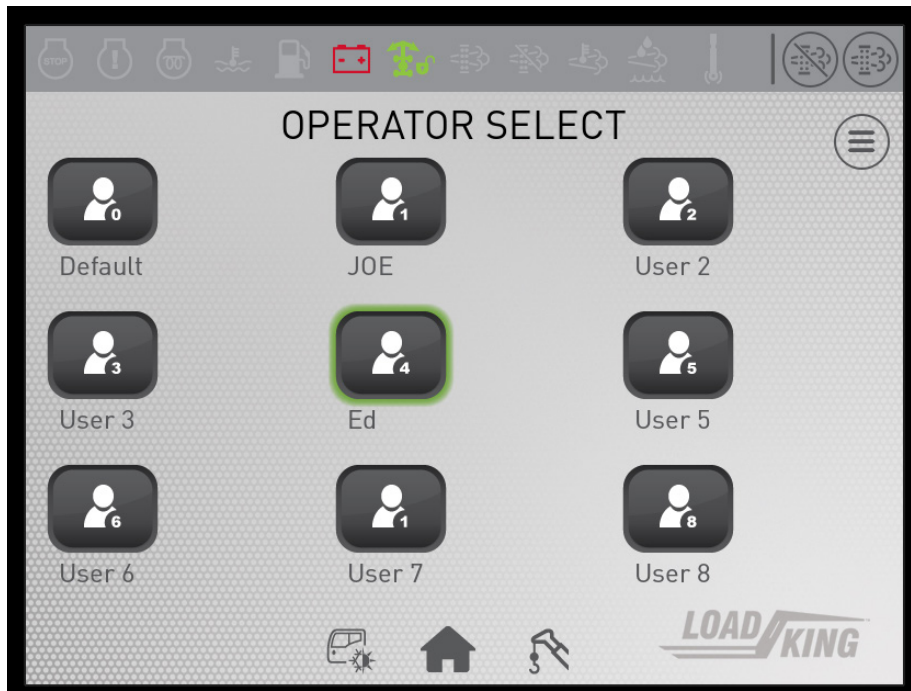 STOP
OPERATOR SELECT
0 1 2
Default JOE User 2
3 4 5
User 3 Ed User 5
6 1 8
User 6 User 7 User 8
LOAD KING